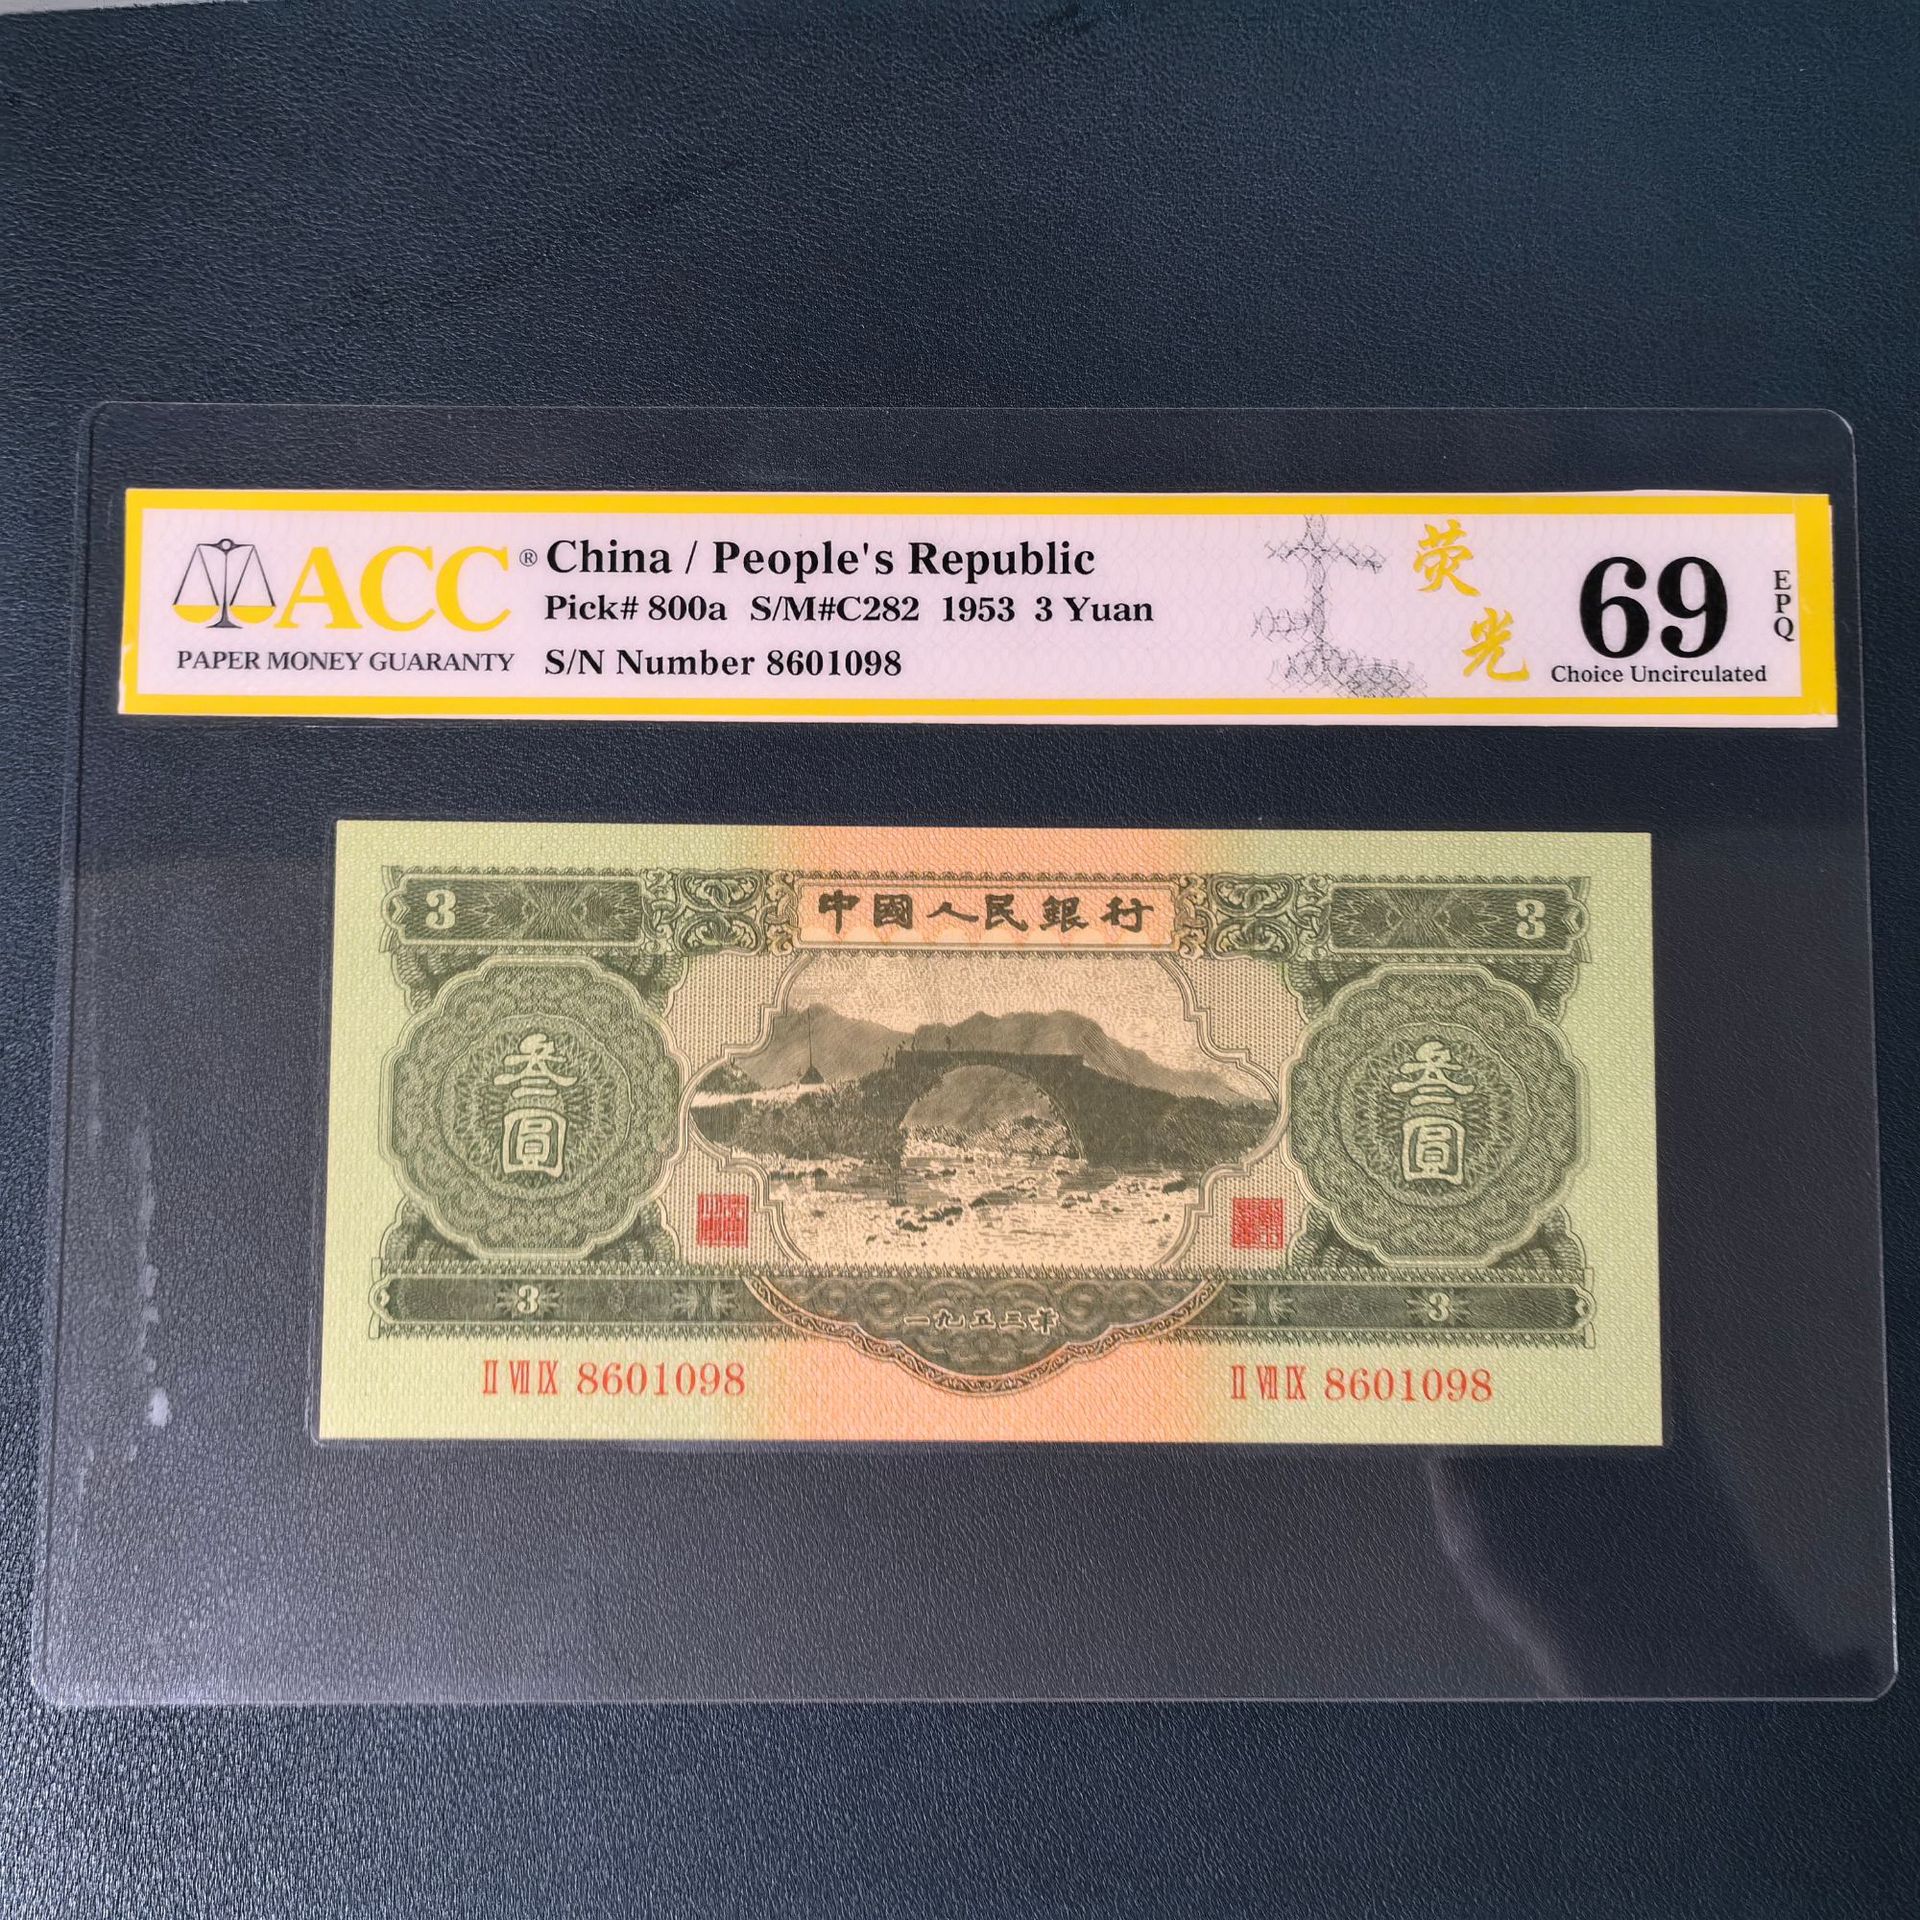 ACC® China / People's Republic
Pick# 800a S/M#C282 1953 3 Yuan
PAPER MONEY GUARANTY S/N Number 8601098
荧光
69
EPQ
Choice Uncirculated
3 中國人民銀行 3
叁圓 叁圓
3 一九五三年 3
Ⅱ Ⅶ Ⅸ 8601098 Ⅱ Ⅶ Ⅸ 8601098